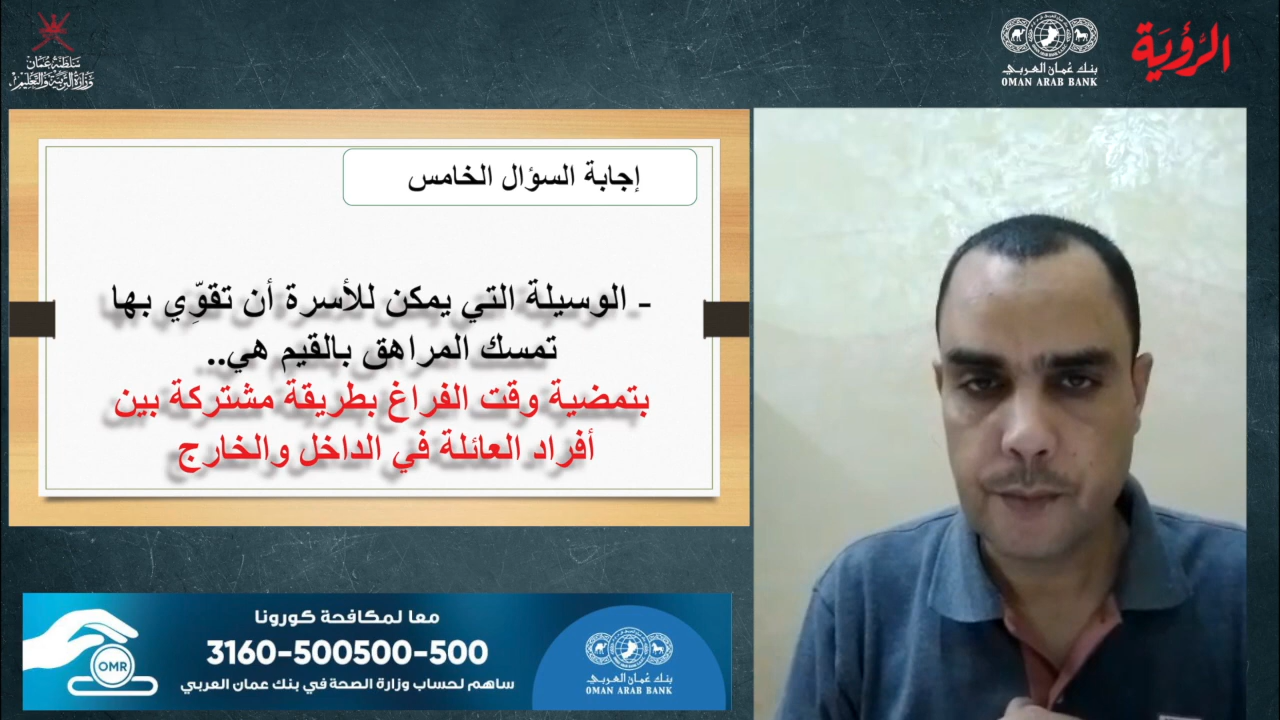 سلطنة عمان
وزارة التربية والتعليم
بنك عمان العربي
OMAN ARAB BANK
الرؤية
إجابة السؤال الخامس
- الوسيلة التي يمكن للأسرة أن تقوِّي بها
تمسك المراهق بالقيم هي..
بتمضية وقت الفراغ بطريقة مشتركة بين
أفراد العائلة في الداخل والخارج
معا لمكافحة كورونا
3160-500500-500
ساهم لحساب وزارة الصحة في بنك عمان العربي
OMR
بنك عمان العربي
OMAN ARAB BANK